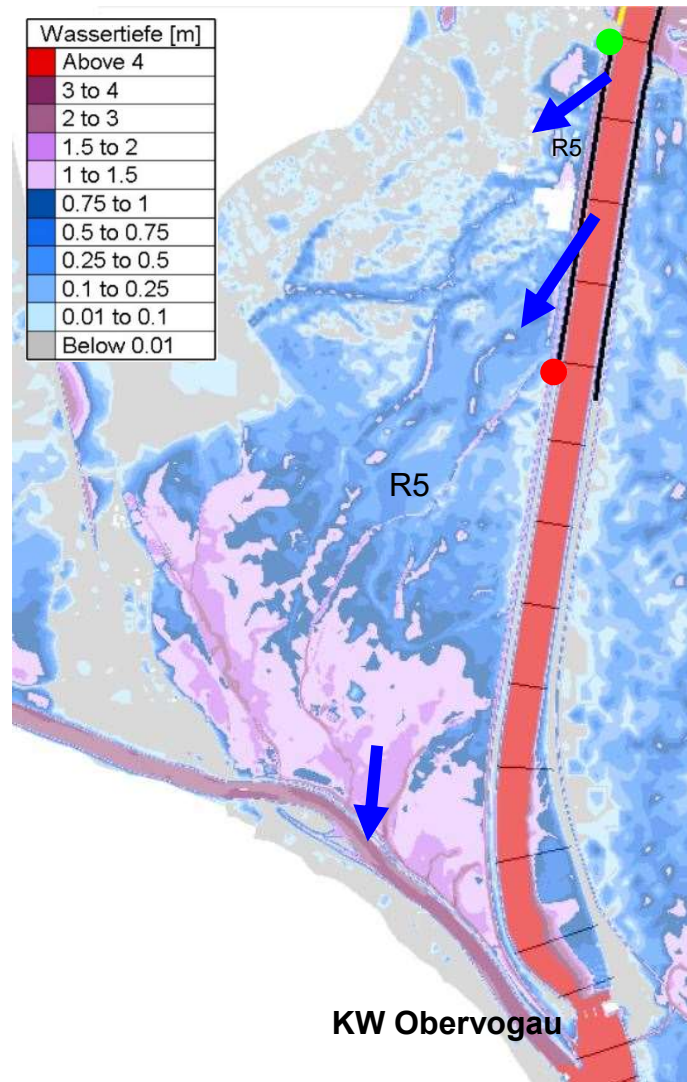 Wassertiefe [m]
Above 4
3 to 4
2 to 3
1.5 to 2
1 to 1.5
0.75 to 1
0.5 to 0.75
0.25 to 0.5
0.1 to 0.25
0.01 to 0.1
Below 0.01
R5
R5
KW Obervogau